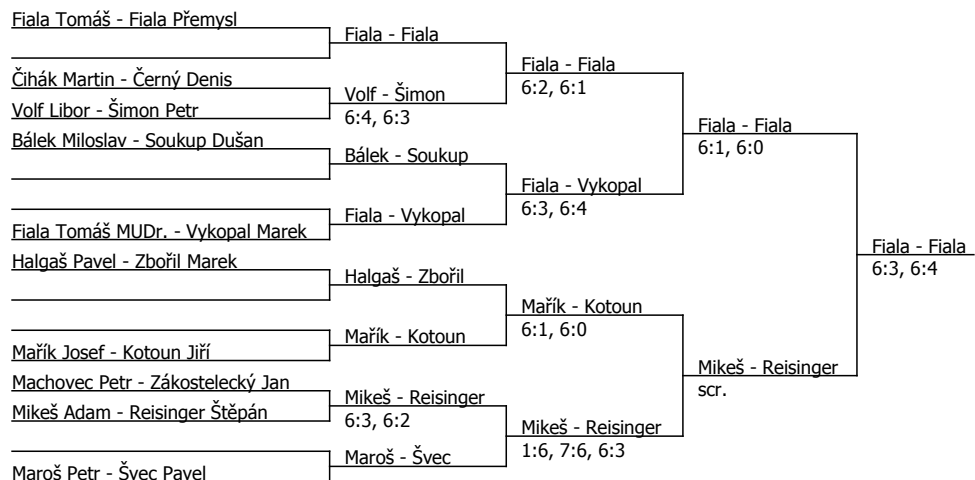 Fiala Tomáš - Fiala Přemysl
Čihák Martin - Černý Denis
Volf Libor - Šimon Petr
Bálek Miloslav - Soukup Dušan
Fiala Tomáš MUDr. - Vykopal Marek
Halgaš Pavel - Zbořil Marek
Mařík Josef - Kotoun Jiří
Machovec Petr - Zákostelecký Jan
Mikeš Adam - Reisinger Štěpán
Maroš Petr - Švec Pavel
Fiala - Fiala
Volf - Šimon
6:4, 6:3
Bálek - Soukup
Fiala - Vykopal
Halgaš - Zbořil
Mařík - Kotoun
Mikeš - Reisinger
6:3, 6:2
Maroš - Švec
Fiala - Fiala
6:2, 6:1
Fiala - Vykopal
6:3, 6:4
Mařík - Kotoun
6:1, 6:0
Mikeš - Reisinger
1:6, 7:6, 6:3
Fiala - Fiala
6:1, 6:0
Mikeš - Reisinger
scr.
Fiala - Fiala
6:3, 6:4